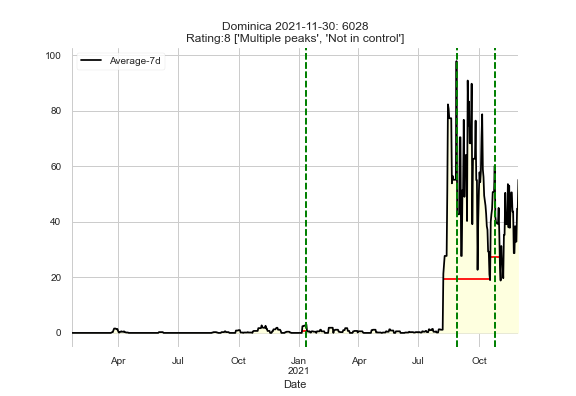 Dominica 2021-11-30: 6028
Rating:8 ['Multiple peaks', 'Not in control']
100
80
60
40
20
0
Average-7d
Apr
Jul
Oct
Jan
2021
Apr
Jul
Oct
Date